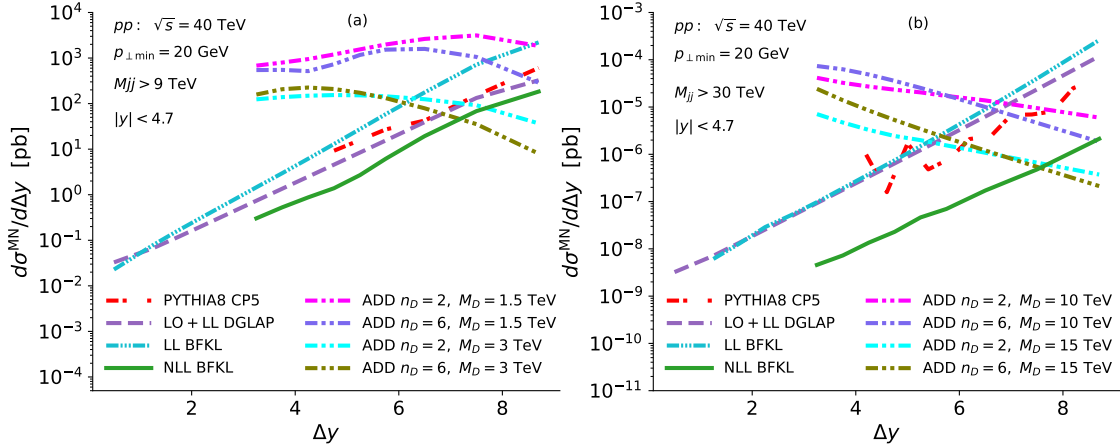 (a)
pp : √s = 40 TeV
p⊥min = 20 GeV
Mjj > 9 TeV
|y| < 4.7
dσ^MN/dΔy [pb]
10^4
10^3
10^2
10^1
10^0
10^−1
10^−2
10^−3
10^−4
PYTHIA8 CP5
LO + LL DGLAP
LL BFKL
NLL BFKL
ADD n_D = 2, M_D = 1.5 TeV
ADD n_D = 6, M_D = 1.5 TeV
ADD n_D = 2, M_D = 3 TeV
ADD n_D = 6, M_D = 3 TeV
2 4 6 8
Δy
(b)
pp : √s = 40 TeV
p⊥min = 20 GeV
Mjj > 30 TeV
|y| < 4.7
dσ^MN/dΔy [pb]
10^−3
10^−4
10^−5
10^−6
10^−7
10^−8
10^−9
10^−10
10^−11
PYTHIA8 CP5
LO + LL DGLAP
LL BFKL
NLL BFKL
ADD n_D = 2, M_D = 10 TeV
ADD n_D = 6, M_D = 10 TeV
ADD n_D = 2, M_D = 15 TeV
ADD n_D = 6, M_D = 15 TeV
2 4 6 8
Δy